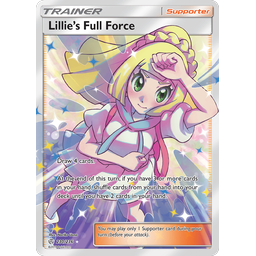 TRAINER
Supporter
Lillie's Full Force
Draw 4 cards.
At the end of this turn, if you have 3 or more cards
in your hand, shuffle cards from your hand into your
deck until you have 2 cards in your hand.
You may play only 1 Supporter card during your
turn (before your attack).